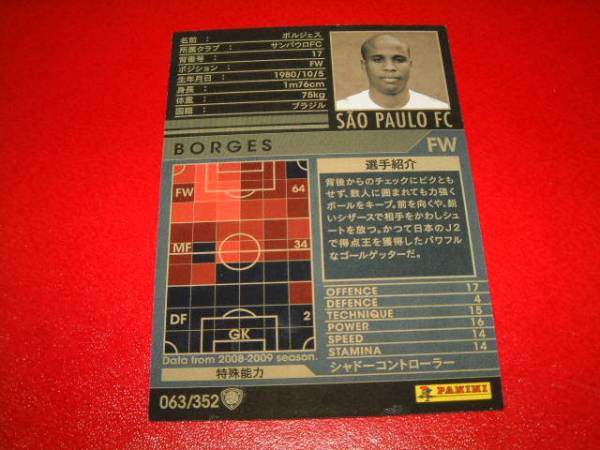 名前 : ボルジェス
所属クラブ : サンパウロFC
背番号 : 17
ポジション : FW
生年月日 : 1980/10/5
身長 : 1m76cm
体重 : 75kg
国籍 : ブラジル
SÃO PAULO FC
BORGES
FW
FW 64
MF 34
DF 2
GK
Data from 2008-2009 season.
特殊能力
選手紹介
背後からのチェックにビクとも
せず、数人に囲まれても力強く
ボールをキープ。前を向くや、鋭
いシザースで相手をかわしシュ
ートを放つ。かつて日本のJ2
で得点王を獲得したパワフル
なゴールゲッターだ。
OFFENCE 17
DEFENCE 4
TECHNIQUE 15
POWER 16
SPEED 14
STAMINA 14
シャドーコントローラー
063/352
PANINI